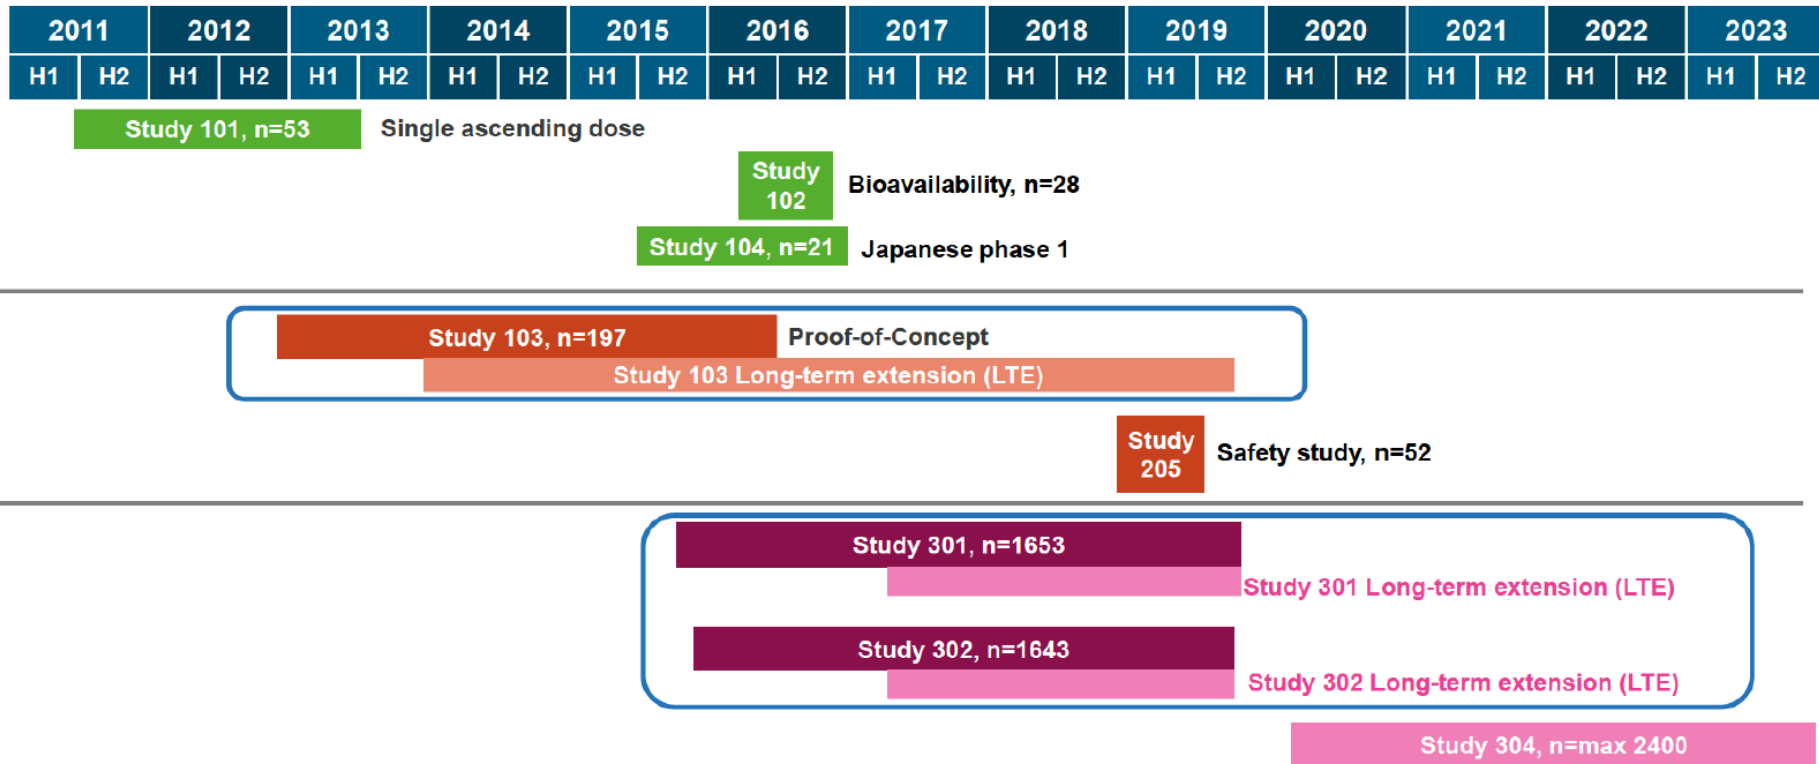 2011 2012 2013 2014 2015 2016 2017 2018 2019 2020 2021 2022 2023
H1 H2 H1 H2 H1 H2 H1 H2 H1 H2 H1 H2 H1 H2 H1 H2 H1 H2 H1 H2 H1 H2 H1 H2 H1 H2
Study 101, n=53 Single ascending dose
Study
102
Bioavailability, n=28
Study 104, n=21 Japanese phase 1
Study 103, n=197 Proof-of-Concept
Study 103 Long-term extension (LTE)
Study
205
Safety study, n=52
Study 301, n=1653
Study 301 Long-term extension (LTE)
Study 302, n=1643
Study 302 Long-term extension (LTE)
Study 304, n=max 2400